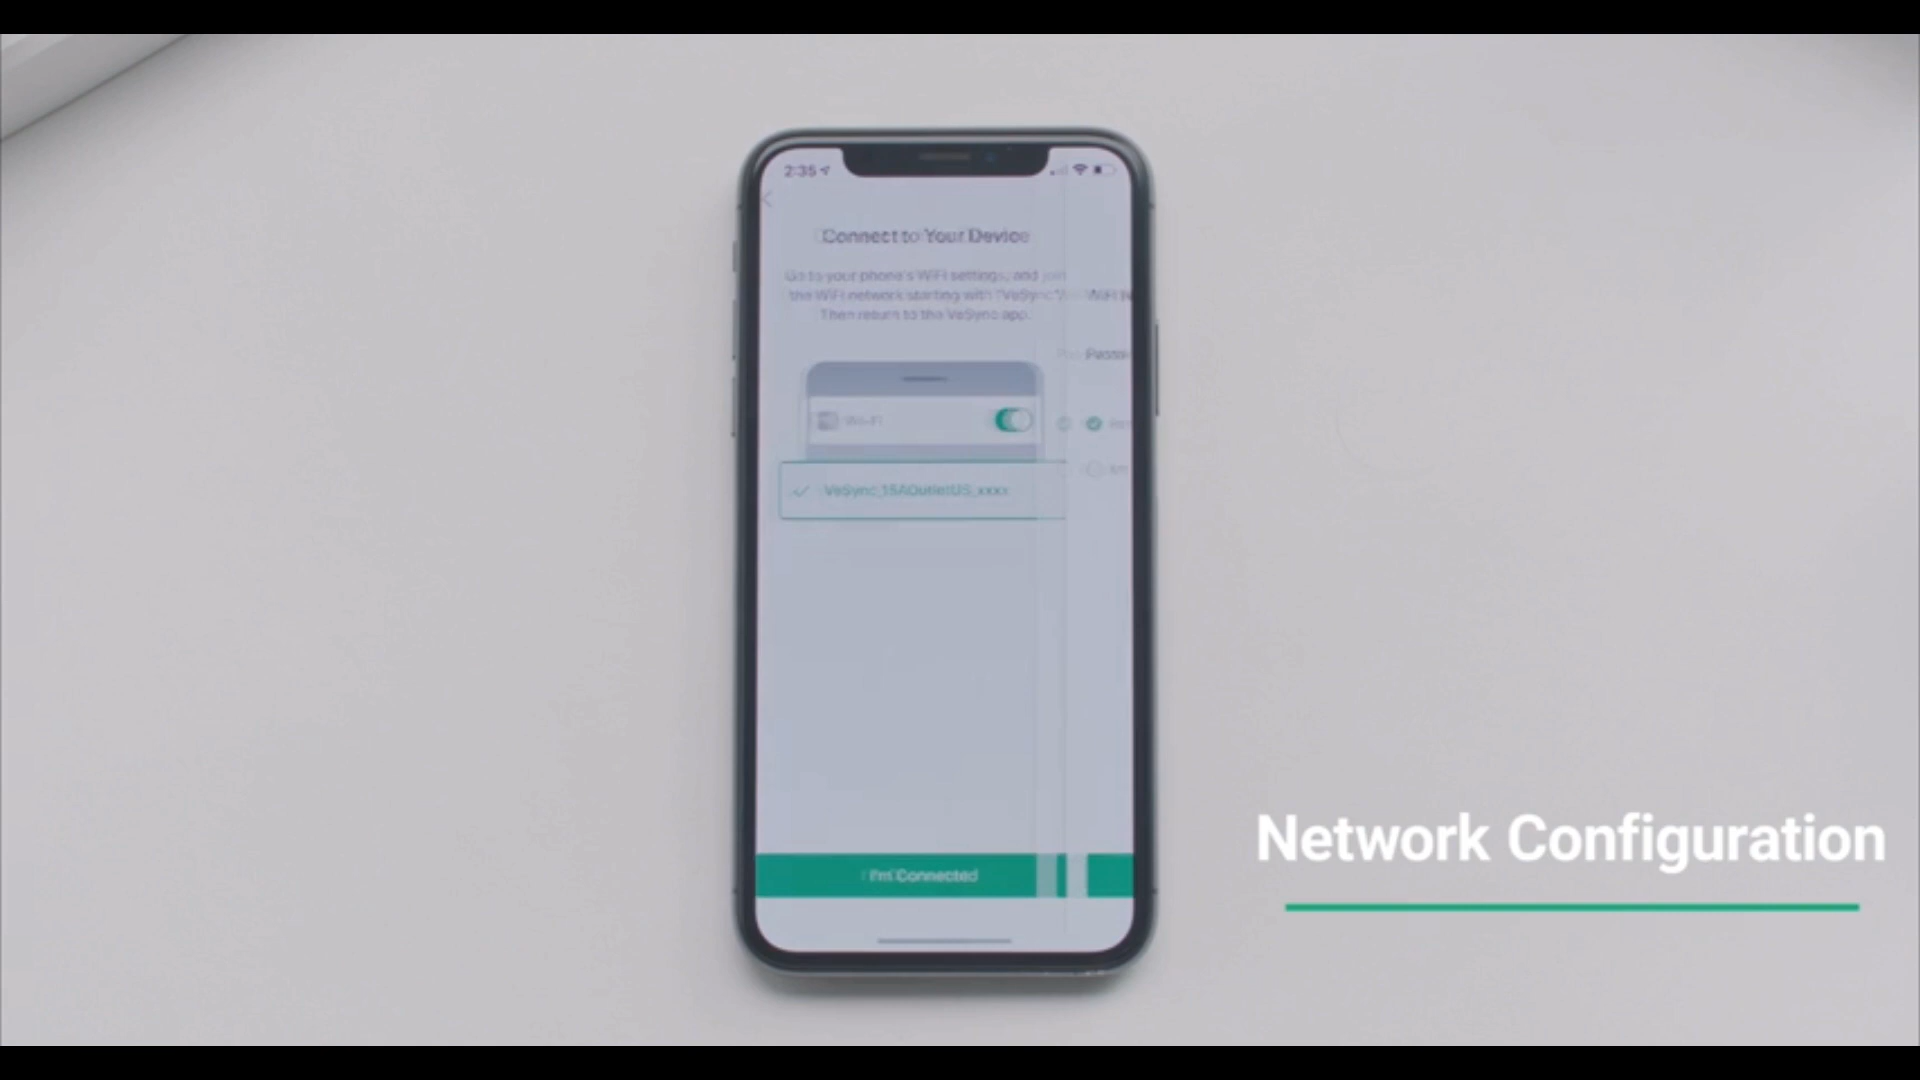 2:35
Connect to Your Device
Go to your phone's WiFi settings, and join
the WiFi network starting with "VeSync
Then return to the VeSync app.
Wi-Fi
VeSync_15AOutletUS_xxxx
I'm Connected
Network Configuration